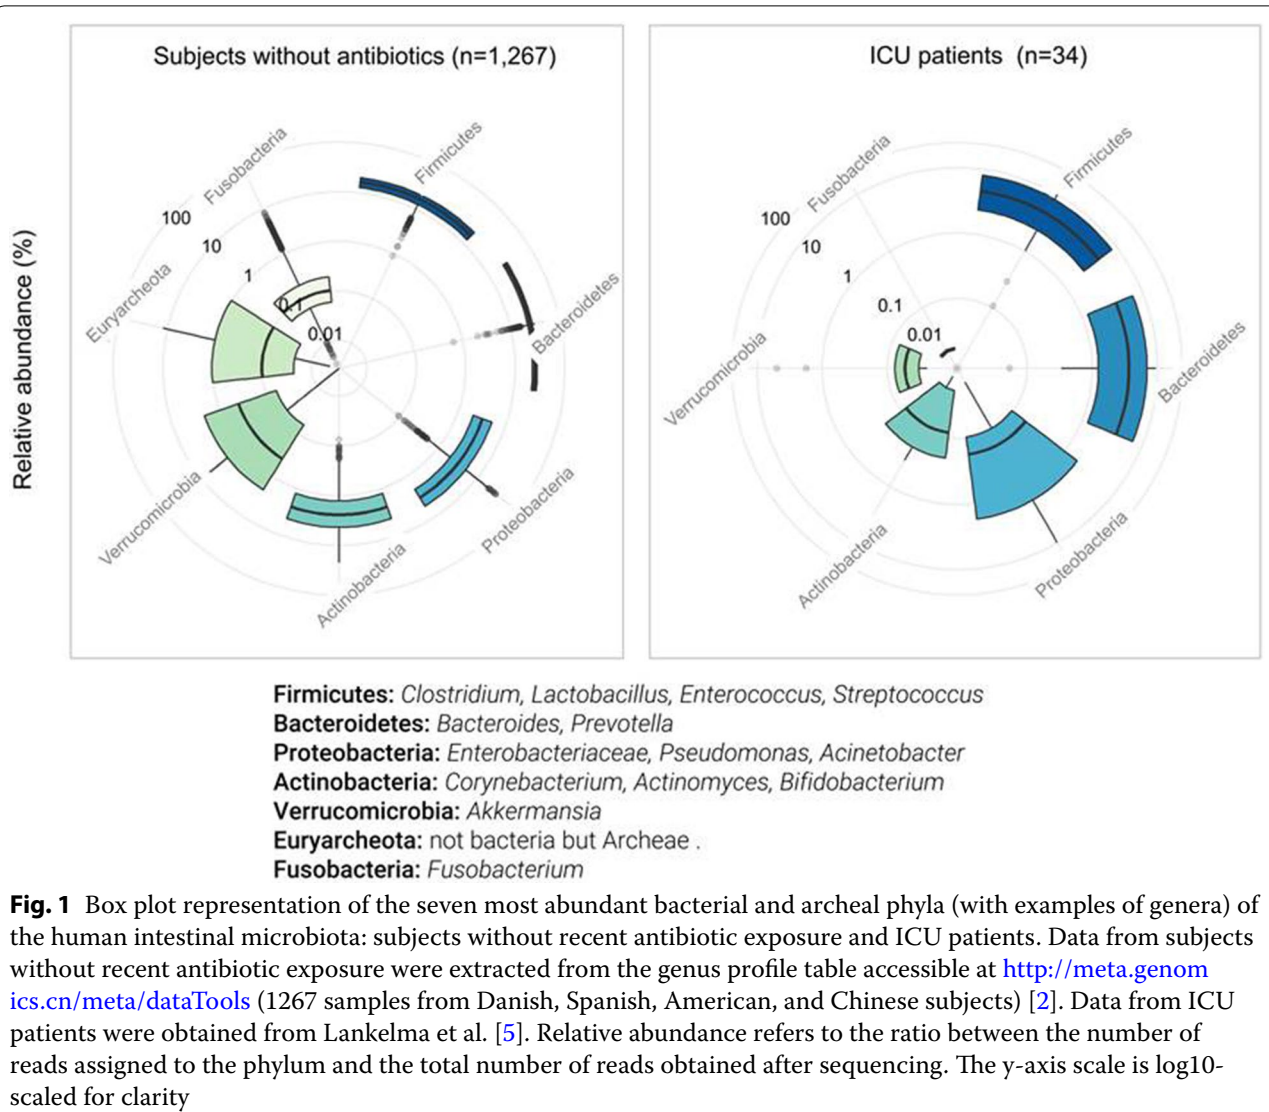 Subjects without antibiotics (n=1,267)
ICU patients (n=34)
Relative abundance (%)
Fusobacteria
Firmicutes
100
10
1
0.1
0.01
Euryarcheota
Bacteroidetes
Verrucomicrobia
Proteobacteria
Actinobacteria
Fusobacteria
Firmicutes
100
10
1
0.1
0.01
Verrucomicrobia
Bacteroidetes
Actinobacteria
Proteobacteria
Firmicutes: Clostridium, Lactobacillus, Enterococcus, Streptococcus
Bacteroidetes: Bacteroides, Prevotella
Proteobacteria: Enterobacteriaceae, Pseudomonas, Acinetobacter
Actinobacteria: Corynebacterium, Actinomyces, Bifidobacterium
Verrucomicrobia: Akkermansia
Euryarcheota: not bacteria but Archeae .
Fusobacteria: Fusobacterium
Fig. 1 Box plot representation of the seven most abundant bacterial and archeal phyla (with examples of genera) of
the human intestinal microbiota: subjects without recent antibiotic exposure and ICU patients. Data from subjects
without recent antibiotic exposure were extracted from the genus profile table accessible at http://meta.genom
ics.cn/meta/dataTools (1267 samples from Danish, Spanish, American, and Chinese subjects) [2]. Data from ICU
patients were obtained from Lankelma et al. [5]. Relative abundance refers to the ratio between the number of
reads assigned to the phylum and the total number of reads obtained after sequencing. The y-axis scale is log10-
scaled for clarity